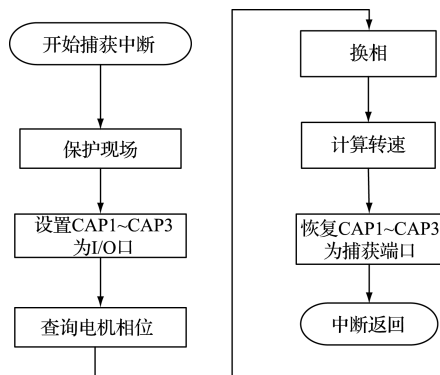 开始捕获中断
保护现场
设置CAP1~CAP3
为I/O口
查询电机相位
换相
计算转速
恢复CAP1~CAP3
为捕获端口
中断返回